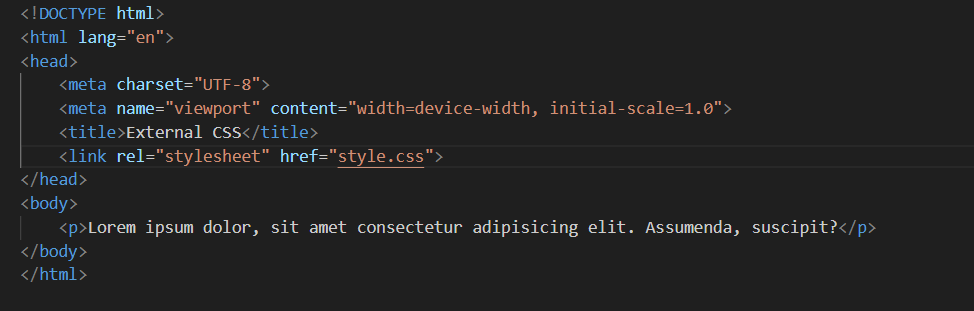 <!DOCTYPE html>
<html lang="en">
<head>
    <meta charset="UTF-8">
    <meta name="viewport" content="width=device-width, initial-scale=1.0">
    <title>External CSS</title>
    <link rel="stylesheet" href="style.css">
</head>
<body>
    <p>Lorem ipsum dolor, sit amet consectetur adipisicing elit. Assumenda, suscipit?</p>
</body>
</html>